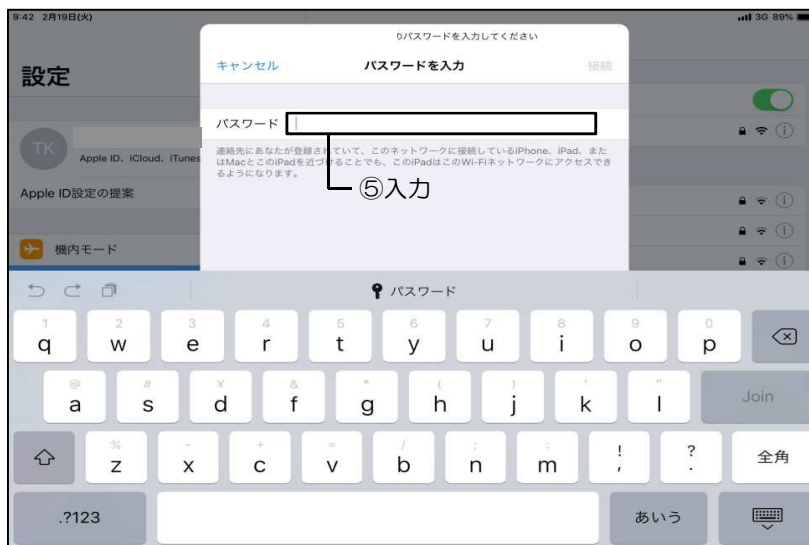 9:42 2月19日(火)
3G 89%
パスワードを入力してください
キャンセル
パスワードを入力
接続
設定
パスワード
TK
Apple ID、iCloud、iTunes
連絡先にあなたが登録されていて、このネットワークに接続しているiPhone、iPad、また
はMacとこのiPadを近づけることでも、このiPadはこのWi-Fiネットワークにアクセスでき
るようになります。
⑤入力
Apple ID設定の提案
機内モード
パスワード
1 2 3 4 5 6 7 8 9 0
q w e r t y u i o p
@ # ¥ & * ( ) ' "
a s d f g h j k l Join
% - + = / ; : ! ?
z x c v b n m , . 全角
.?123 あいう